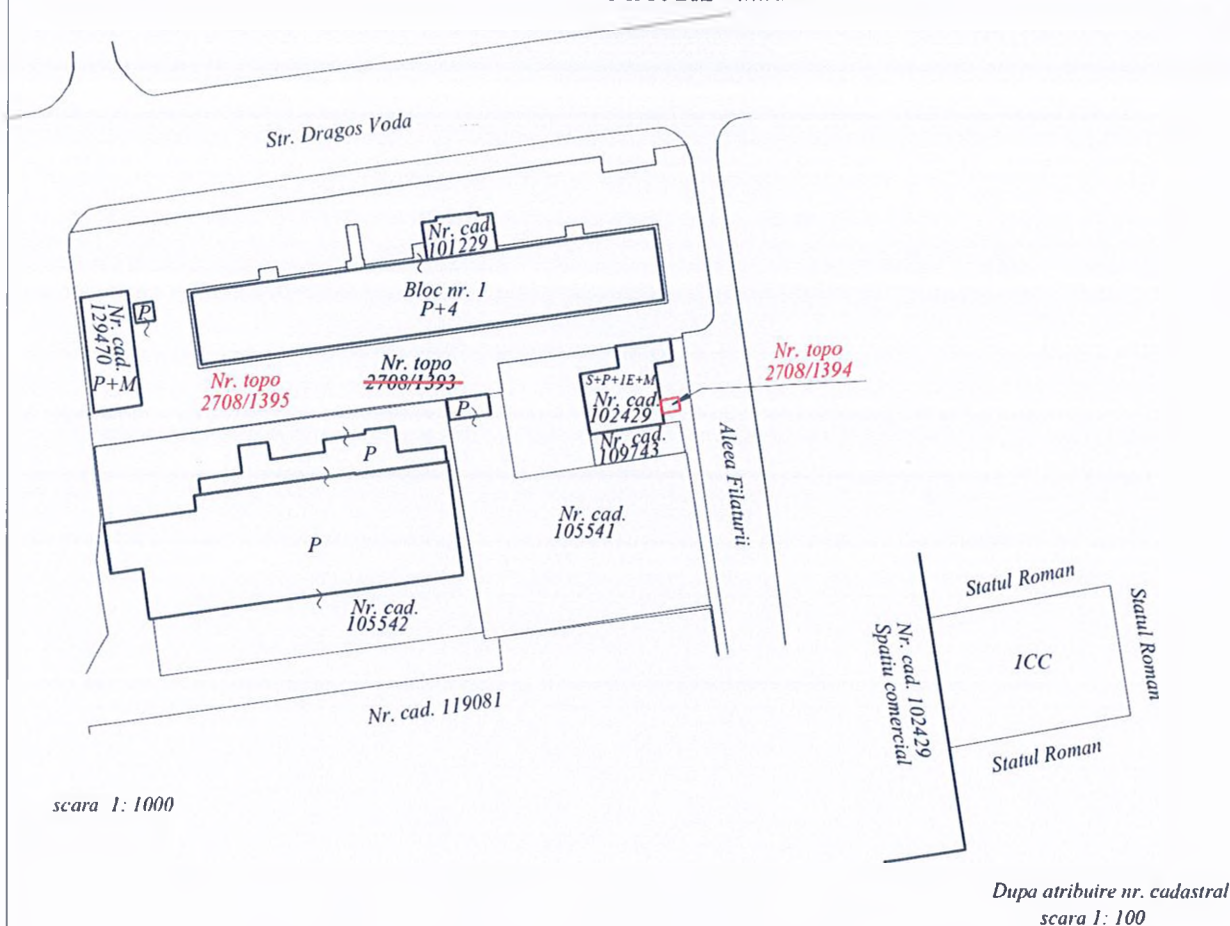 Str. Dragos Voda
Nr. cad.
101229
Bloc nr. 1
P+4
Nr. cad.
129470
P+M
P
Nr. topo
2708/1395
Nr. topo
2708/1393
Nr. topo
2708/1394
S+P+1E+M
Nr. cad.
102429
Nr. cad.
109743
P
P
P
Nr. cad.
105541
Aleea Filaturii
Nr. cad.
105542
Nr. cad. 119081
scara 1: 1000
Statul Roman
Statul Roman
Statul Roman
1CC
Nr. cad. 102429
Spatiu comercial
Dupa atribuire nr. cadastral
scara 1: 100